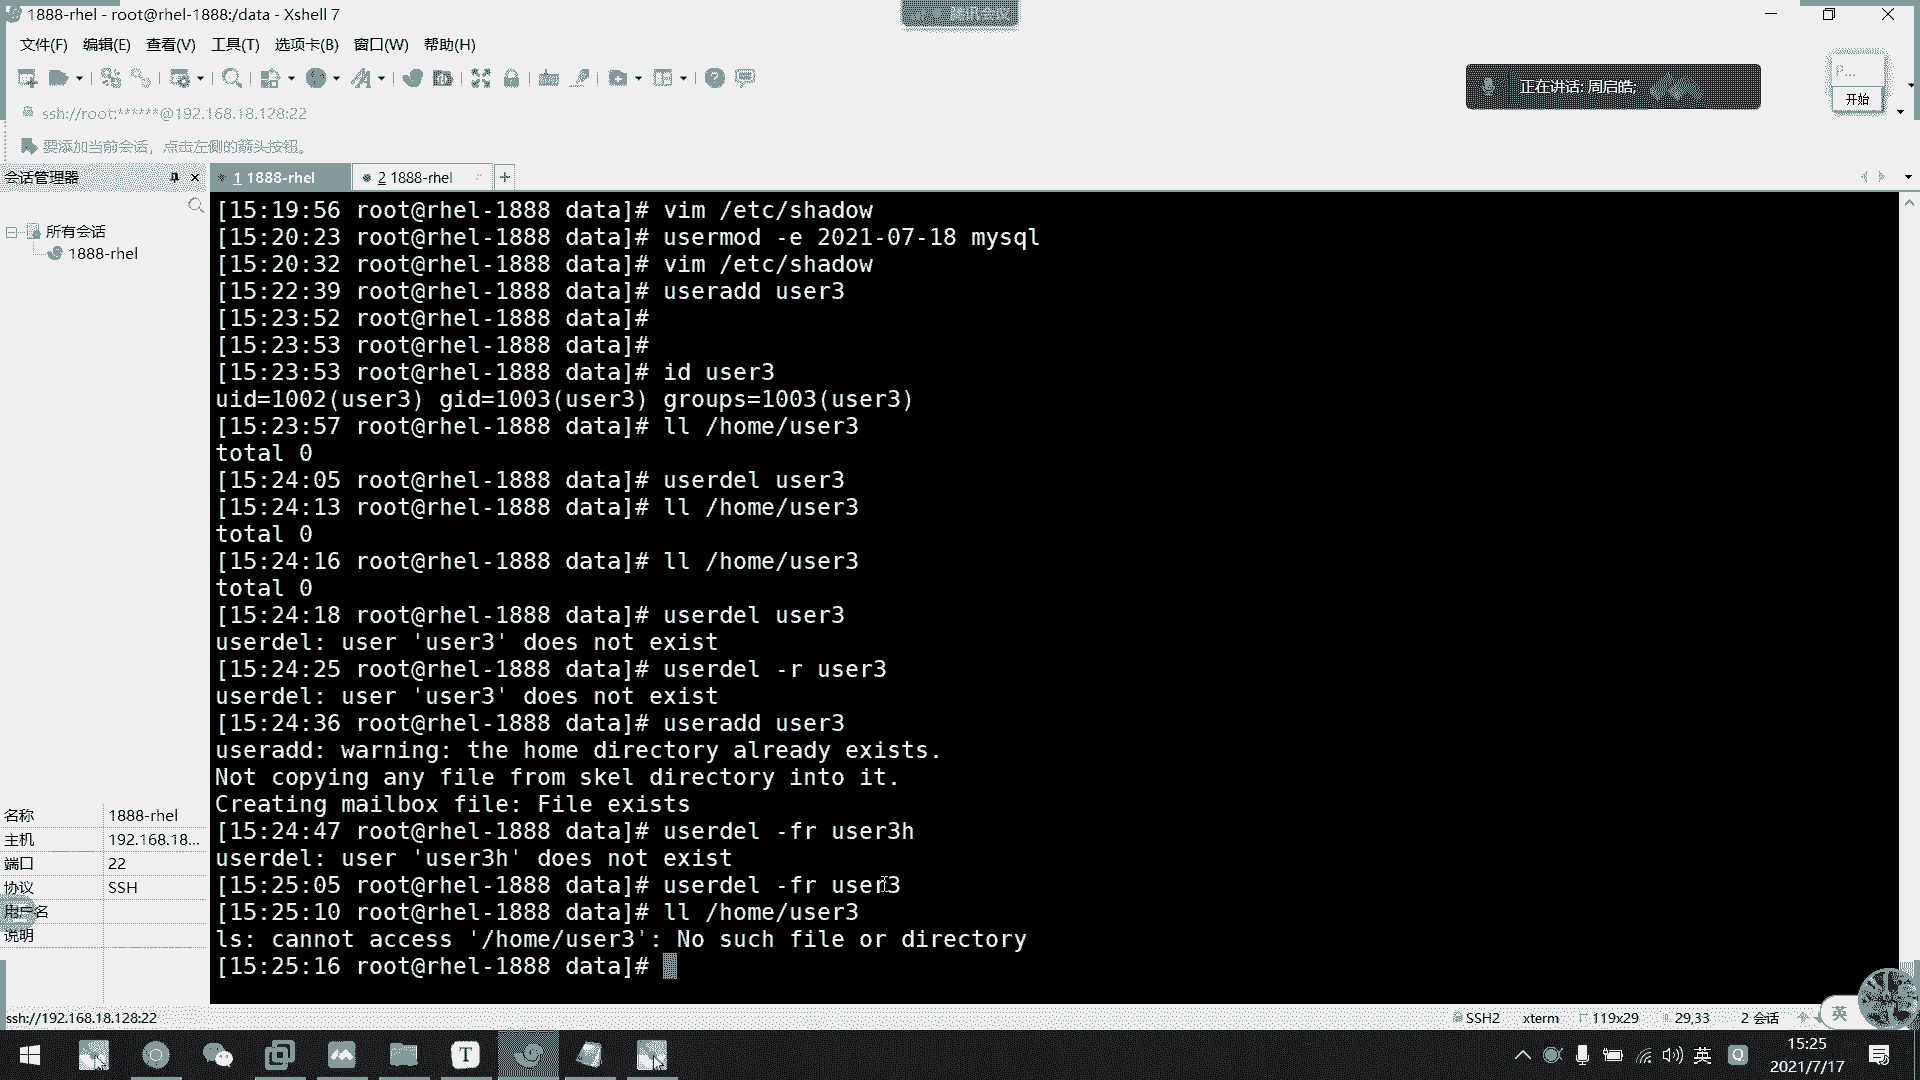 1888-rhel - root@rhel-1888:/data - Xshell 7
文件(F) 编辑(E) 查看(V) 工具(T) 选项卡(B) 窗口(W) 帮助(H)
正在讲话: 周启皓;
P...
开始
ssh://root:******@192.168.18.128:22
要添加当前会话，点击左侧的箭头按钮。
会话管理器
1 1888-rhel
2 1888-rhel
所有会话
1888-rhel
[15:19:56 root@rhel-1888 data]# vim /etc/shadow
[15:20:23 root@rhel-1888 data]# usermod -e 2021-07-18 mysql
[15:20:32 root@rhel-1888 data]# vim /etc/shadow
[15:22:39 root@rhel-1888 data]# useradd user3
[15:23:52 root@rhel-1888 data]#
[15:23:53 root@rhel-1888 data]#
[15:23:53 root@rhel-1888 data]# id user3
uid=1002(user3) gid=1003(user3) groups=1003(user3)
[15:23:57 root@rhel-1888 data]# ll /home/user3
total 0
[15:24:05 root@rhel-1888 data]# userdel user3
[15:24:13 root@rhel-1888 data]# ll /home/user3
total 0
[15:24:16 root@rhel-1888 data]# ll /home/user3
total 0
[15:24:18 root@rhel-1888 data]# userdel user3
userdel: user 'user3' does not exist
[15:24:25 root@rhel-1888 data]# userdel -r user3
userdel: user 'user3' does not exist
[15:24:36 root@rhel-1888 data]# useradd user3
useradd: warning: the home directory already exists.
Not copying any file from skel directory into it.
Creating mailbox file: File exists
[15:24:47 root@rhel-1888 data]# userdel -fr user3h
userdel: user 'user3h' does not exist
[15:25:05 root@rhel-1888 data]# userdel -fr user3
[15:25:10 root@rhel-1888 data]# ll /home/user3
ls: cannot access '/home/user3': No such file or directory
[15:25:16 root@rhel-1888 data]#
名称 1888-rhel
主机 192.168.18...
端口 22
协议 SSH
用户名
说明
ssh://192.168.18.128:22
SSH2 xterm 119x29 29,33 2 会话
英
英
15:25
2021/7/17